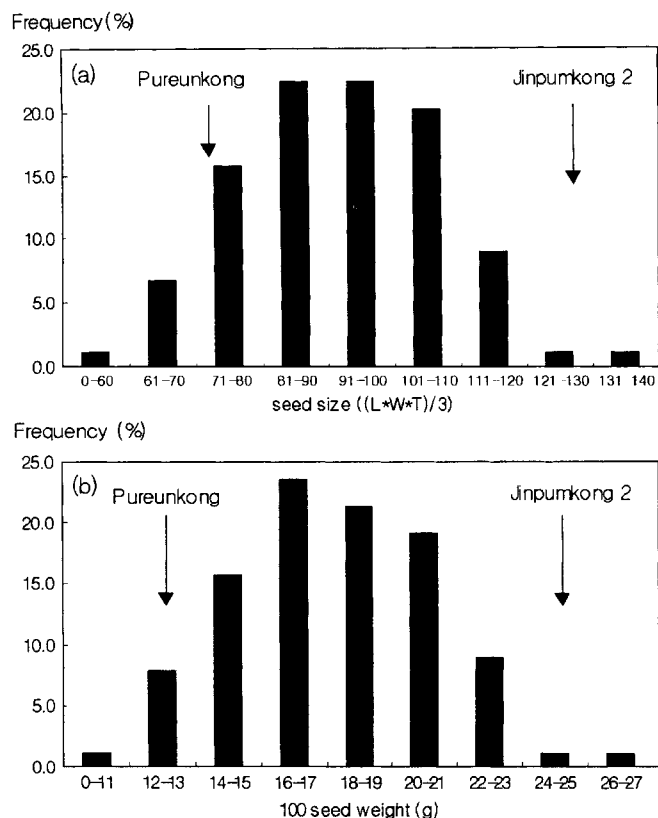 Frequency(%)
25.0
(a)
Pureunkong
Jinpumkong 2
20.0
15.0
10.0
5.0
0.0
0-60 61-70 71-80 81-90 91-100 101-110 111-120 121-130 131-140
seed size ((L*W*T)/3)
Frequency (%)
25.0
(b)
Pureunkong
Jinpumkong 2
20.0
15.0
10.0
5.0
0.0
0-11 12-13 14-15 16-17 18-19 20-21 22-23 24-25 26-27
100 seed weight (g)